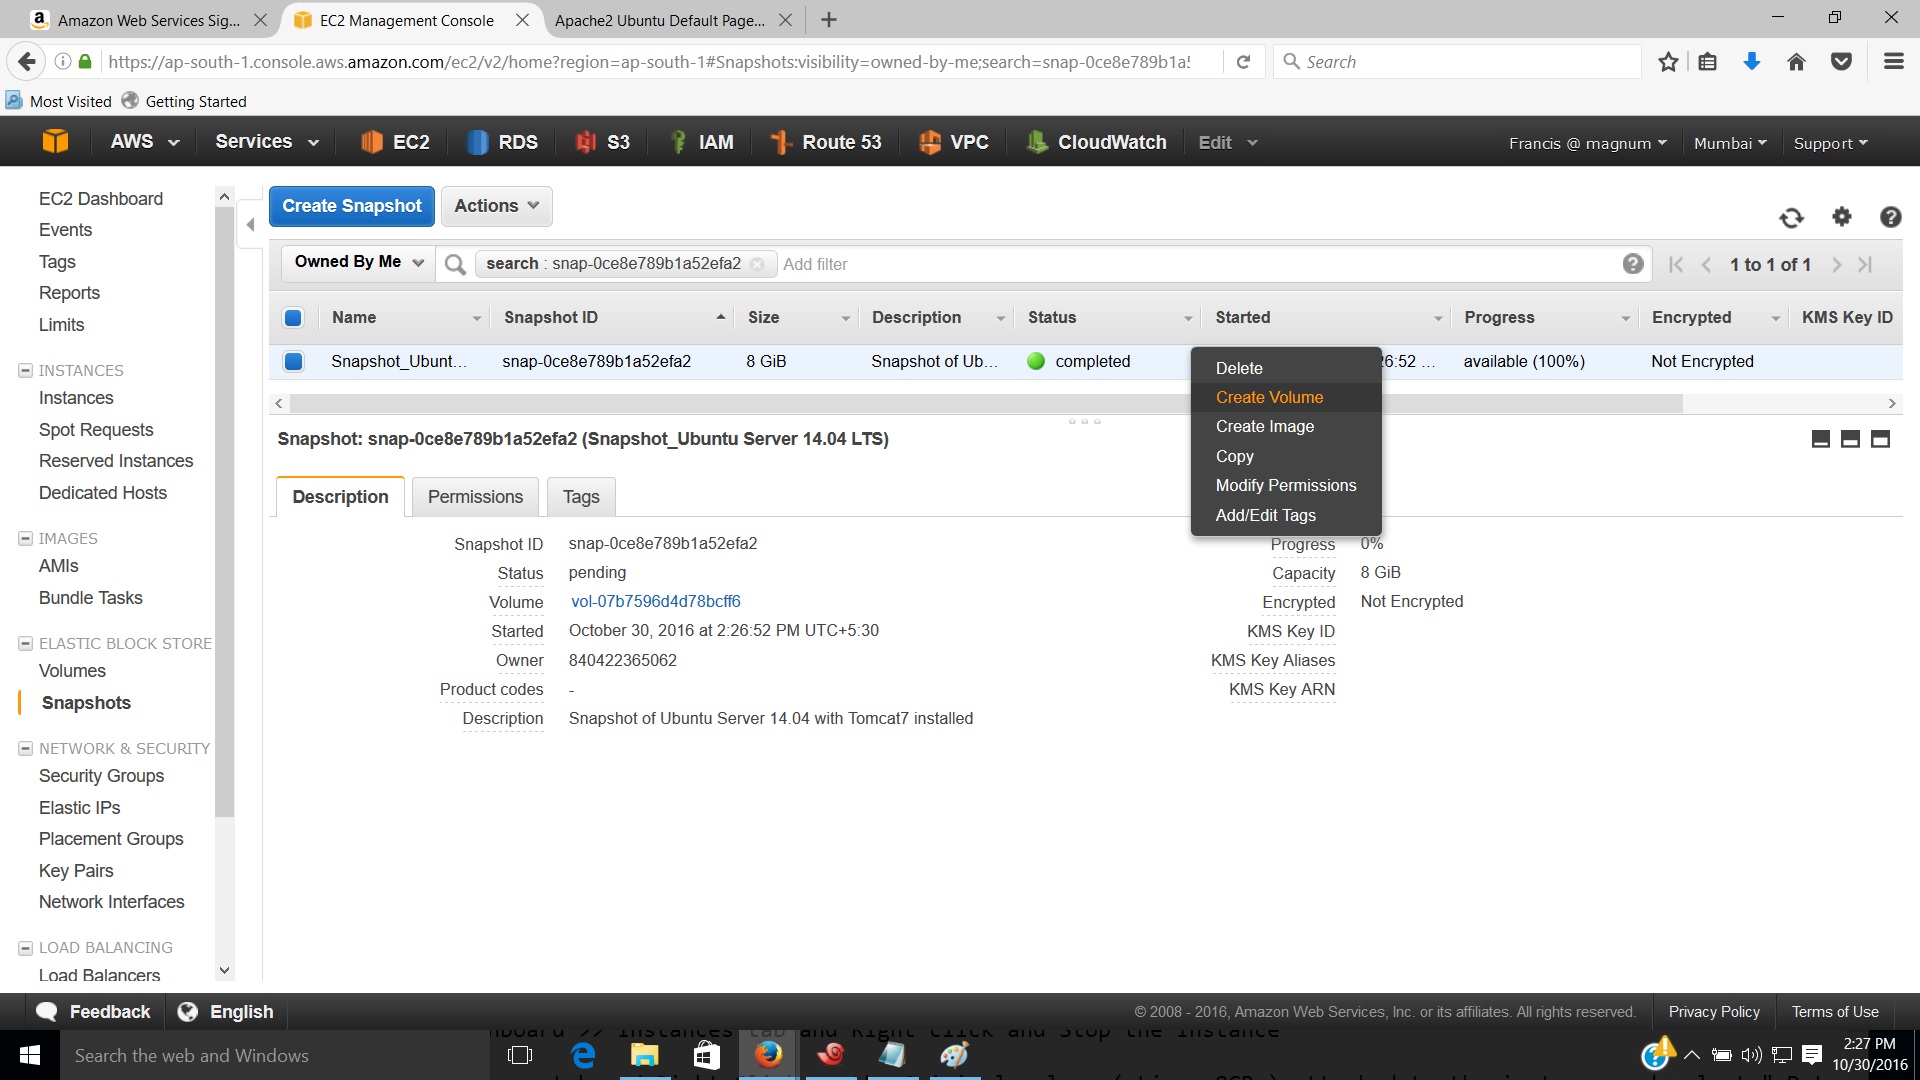 Amazon Web Services Sig...
EC2 Management Console
Apache2 Ubuntu Default Page...
https://ap-south-1.console.aws.amazon.com/ec2/v2/home?region=ap-south-1#Snapshots:visibility=owned-by-me;search=snap-0ce8e789b1a5
Search
Most Visited
Getting Started
AWS
Services
EC2
RDS
S3
IAM
Route 53
VPC
CloudWatch
Edit
Francis @ magnum
Mumbai
Support
EC2 Dashboard
Events
Tags
Reports
Limits
INSTANCES
Instances
Spot Requests
Reserved Instances
Dedicated Hosts
IMAGES
AMIs
Bundle Tasks
ELASTIC BLOCK STORE
Volumes
Snapshots
NETWORK & SECURITY
Security Groups
Elastic IPs
Placement Groups
Key Pairs
Network Interfaces
LOAD BALANCING
Load Balancers
Create Snapshot
Actions
Owned By Me
search : snap-0ce8e789b1a52efa2
Add filter
1 to 1 of 1
Name
Snapshot ID
Size
Description
Status
Started
Progress
Encrypted
KMS Key ID
Snapshot_Ubunt...
snap-0ce8e789b1a52efa2
8 GiB
Snapshot of Ub...
completed
26:52 ...
available (100%)
Not Encrypted
Delete
Create Volume
Create Image
Copy
Modify Permissions
Add/Edit Tags
Snapshot: snap-0ce8e789b1a52efa2 (Snapshot_Ubuntu Server 14.04 LTS)
Description
Permissions
Tags
Snapshot ID snap-0ce8e789b1a52efa2
Status pending
Volume vol-07b7596d4d78bcff6
Started October 30, 2016 at 2:26:52 PM UTC+5:30
Owner 840422365062
Product codes -
Description Snapshot of Ubuntu Server 14.04 with Tomcat7 installed
Progress 0%
Capacity 8 GiB
Encrypted Not Encrypted
KMS Key ID
KMS Key Aliases
KMS Key ARN
Feedback
English
© 2008 - 2016, Amazon Web Services, Inc. or its affiliates. All rights reserved.
Privacy Policy
Terms of Use
nboard >> Instances tab and Right click and Stop the instance
Search the web and Windows
2:27 PM
10/30/2016